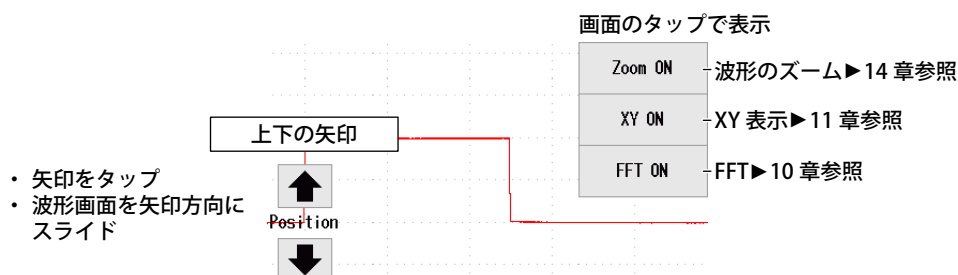 画面のタップで表示
Zoom ON 波形のズーム▶14 章参照
XY ON XY 表示▶11 章参照
FFT ON FFT▶10 章参照
上下の矢印
・ 矢印をタップ
・ 波形画面を矢印方向に
スライド
Position